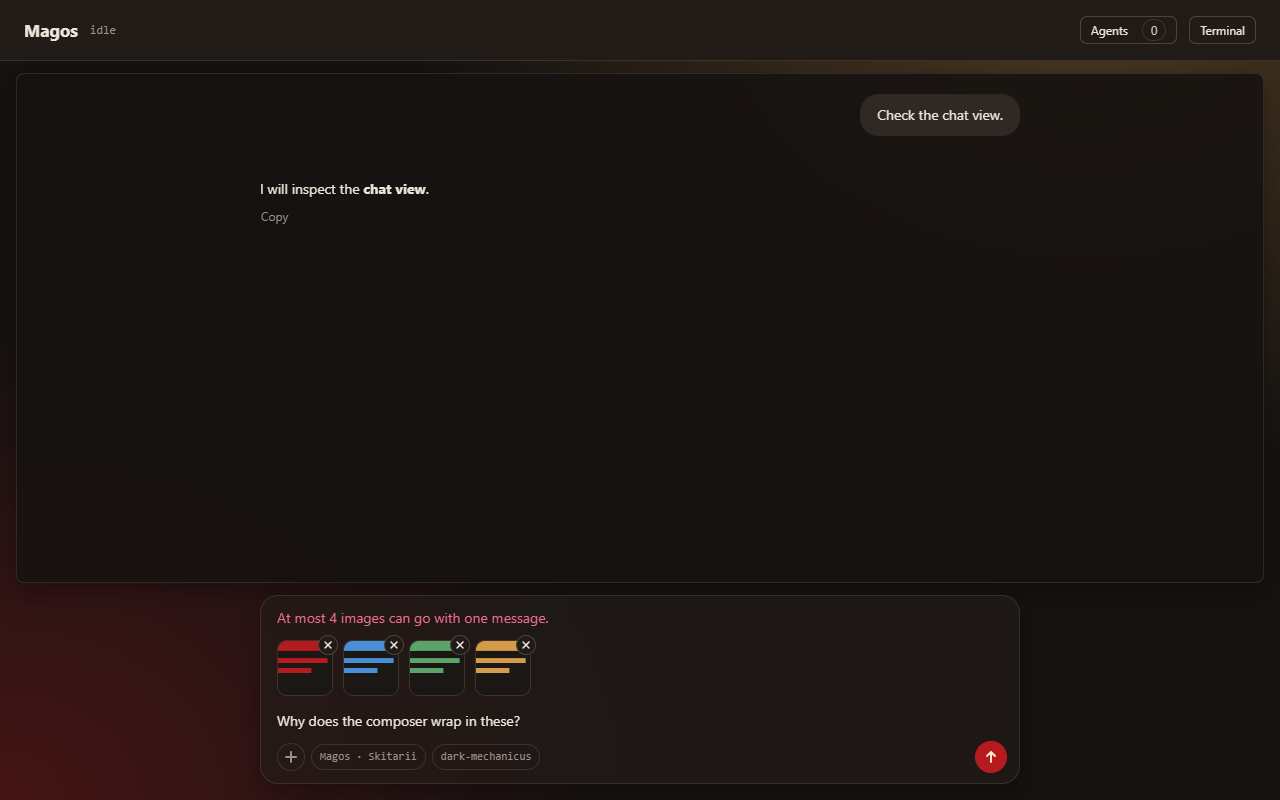 Magos idle
Agents 0
Terminal
Check the chat view.
I will inspect the chat view.
Copy
At most 4 images can go with one message.
Why does the composer wrap in these?
Magos · Skitarii
dark-mechanicus